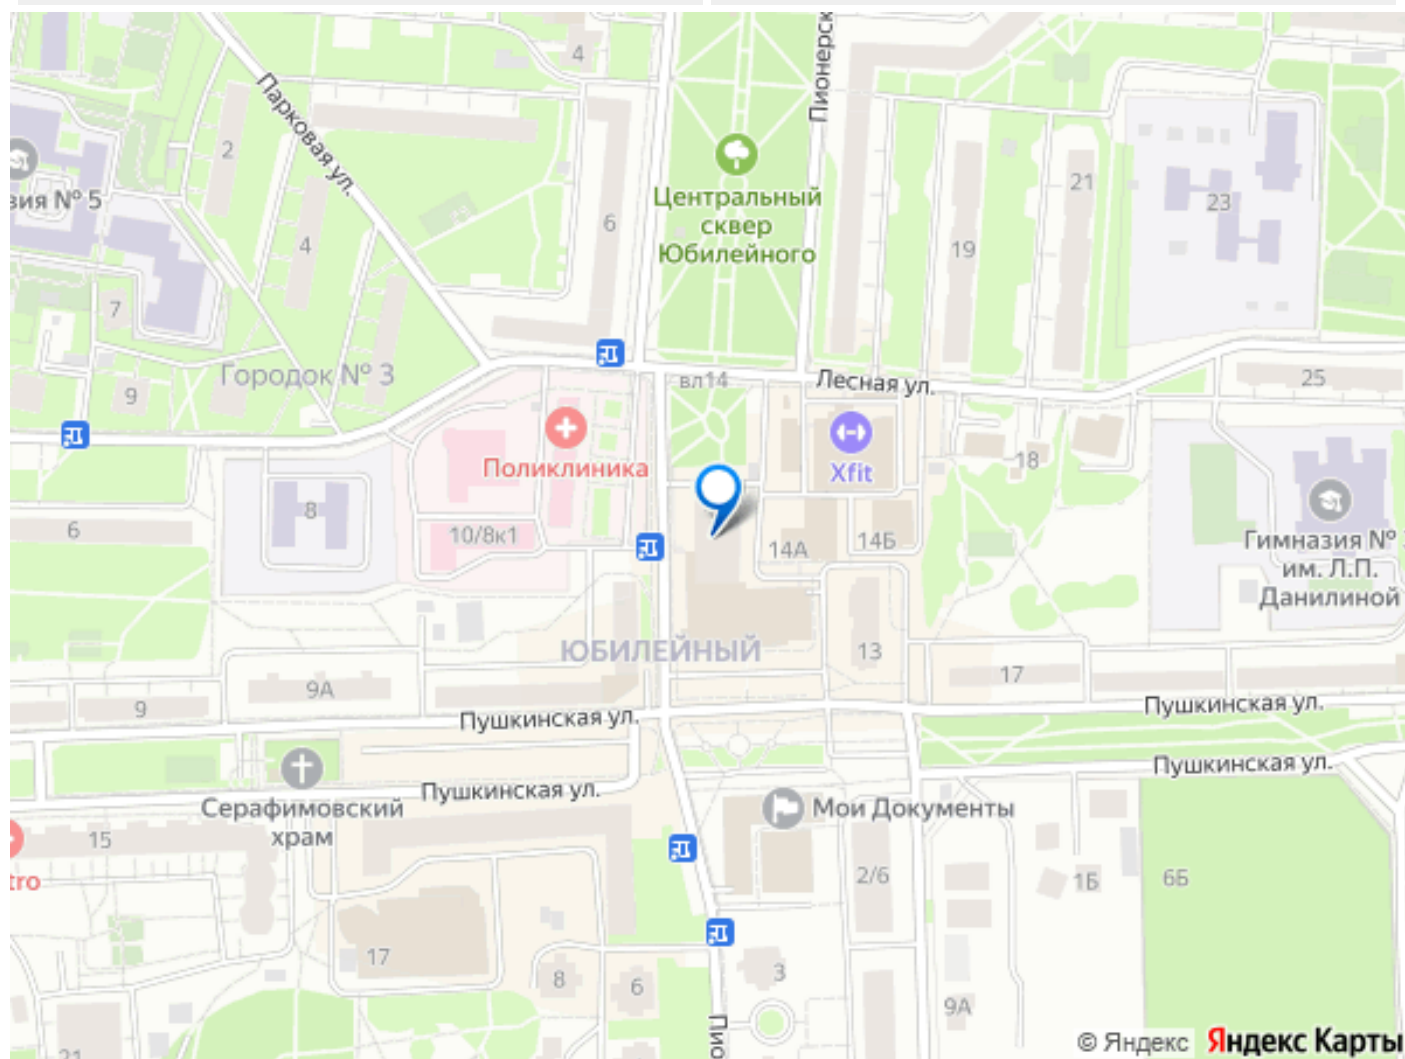 4
Пионерск
Парковая ул.
2
зия № 5
Центральный
сквер
Юбилейного
21
23
6
4
19
7
Городок № 3
9
вл14
Лесная ул.
25
Поликлиника
Xfit
18
8
6
10/8к1
14А
14Б
Гимназия №
им. Л.П.
Данилиной
ЮБИЛЕЙНЫЙ
13
17
9А
9
Пушкинская ул.
Пушкинская ул.
Пушкинская ул.
Пушкинская ул.
Серафимовский
храм
Мои Документы
15
tro
2/6
1Б
6Б
17
8
6
3
9А
Пио
21
© Яндекс Яндекс Карты